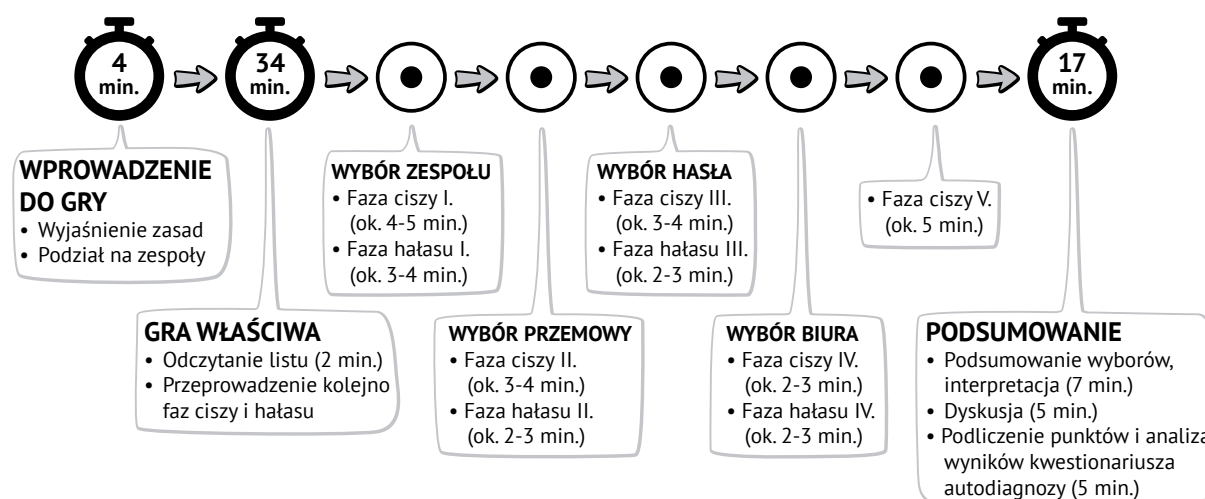 4
min.
34
min.
17
min.
WPROWADZENIE
DO GRY
• Wyjaśnienie zasad
• Podział na zespoły
GRA WŁAŚCIWA
• Odczytanie listu (2 min.)
• Przeprowadzenie kolejno
faz ciszy i hałasu
WYBÓR ZESPOŁU
• Faza ciszy I.
(ok. 4-5 min.)
• Faza hałasu I.
(ok. 3-4 min.)
WYBÓR PRZEMOWY
• Faza ciszy II.
(ok. 3-4 min.)
• Faza hałasu II.
(ok. 2-3 min.)
WYBÓR HASŁA
• Faza ciszy III.
(ok. 3-4 min.)
• Faza hałasu III.
(ok. 2-3 min.)
WYBÓR BIURA
• Faza ciszy IV.
(ok. 2-3 min.)
• Faza hałasu IV.
(ok. 2-3 min.)
• Faza ciszy V.
(ok. 5 min.)
PODSUMOWANIE
• Podsumowanie wyborów,
interpretacja (7 min.)
• Dyskusja (5 min.)
• Podliczenie punktów i analiza
wyników kwestionariusza
autodiagnozy (5 min.)